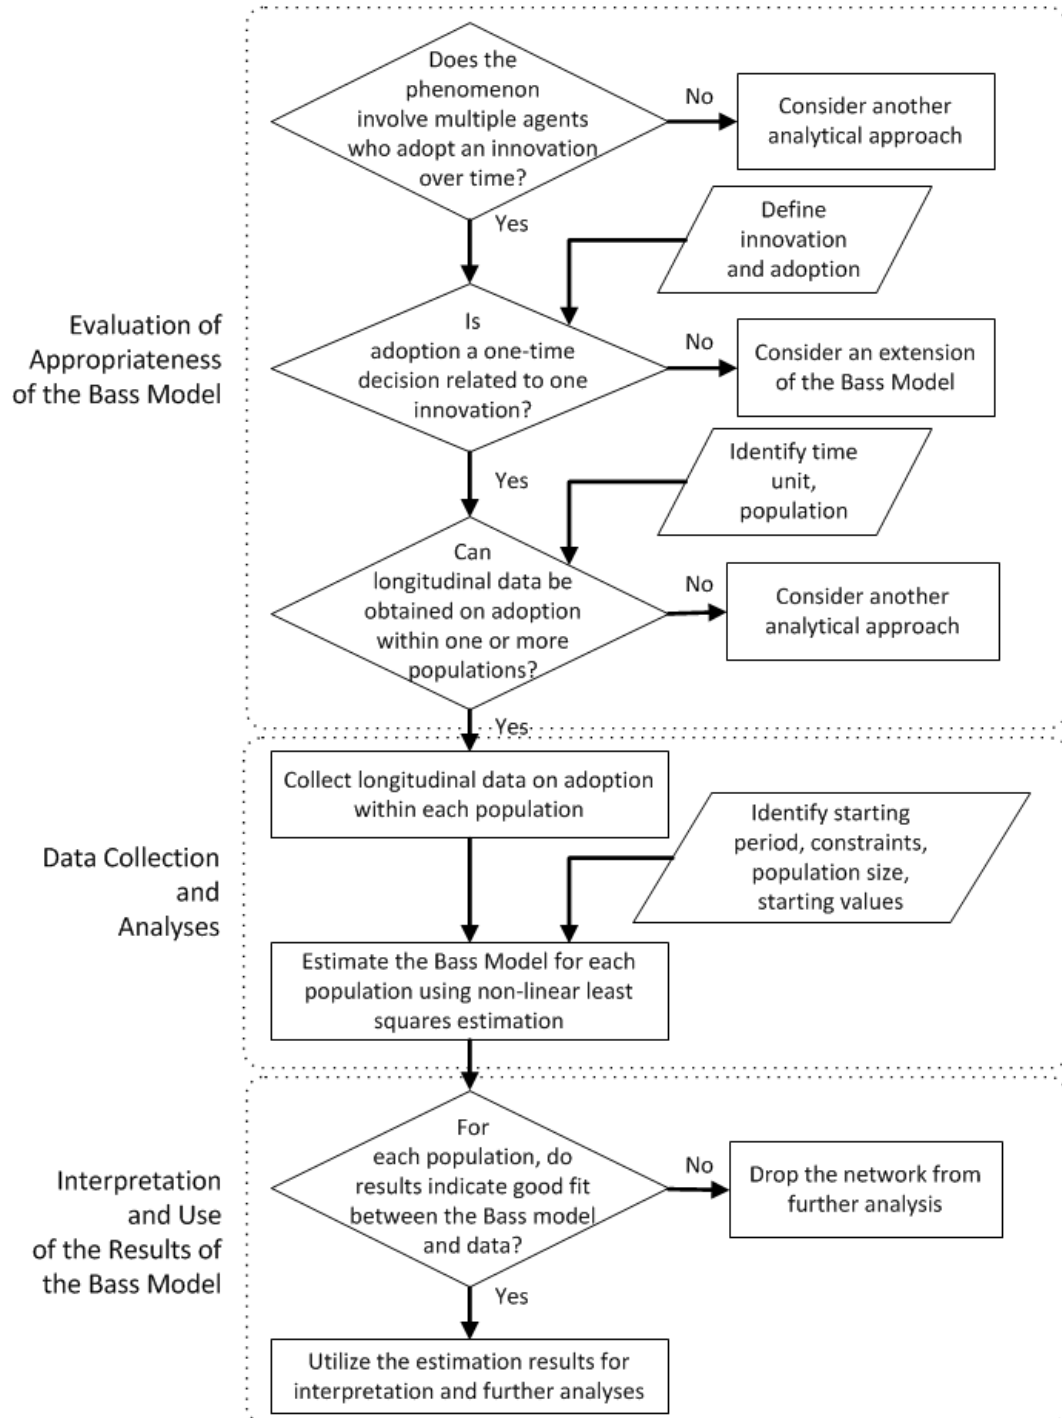 Does the
phenomenon
involve multiple agents
who adopt an innovation
over time?
No
Consider another
analytical approach
Yes
Define
innovation
and adoption
Evaluation of
Appropriateness
of the Bass Model
Is
adoption a one-time
decision related to one
innovation?
No
Consider an extension
of the Bass Model
Yes
Identify time
unit,
population
Can
longitudinal data be
obtained on adoption
within one or more
populations?
No
Consider another
analytical approach
Yes
Data Collection
and
Analyses
Collect longitudinal data on adoption
within each population
Identify starting
period, constraints,
population size,
starting values
Estimate the Bass Model for each
population using non-linear least
squares estimation
Interpretation
and Use
of the Results of
the Bass Model
For
each population, do
results indicate good fit
between the Bass model
and data?
No
Drop the network from
further analysis
Yes
Utilize the estimation results for
interpretation and further analyses